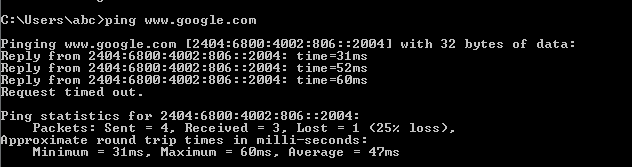 C:\Users\abc>ping www.google.com
Pinging www.google.com [2404:6800:4002:806::2004] with 32 bytes of data:
Reply from 2404:6800:4002:806::2004: time=31ms
Reply from 2404:6800:4002:806::2004: time=52ms
Reply from 2404:6800:4002:806::2004: time=60ms
Request timed out.
Ping statistics for 2404:6800:4002:806::2004:
    Packets: Sent = 4, Received = 3, Lost = 1 (25% loss),
Approximate round trip times in milli-seconds:
    Minimum = 31ms, Maximum = 60ms, Average = 47ms